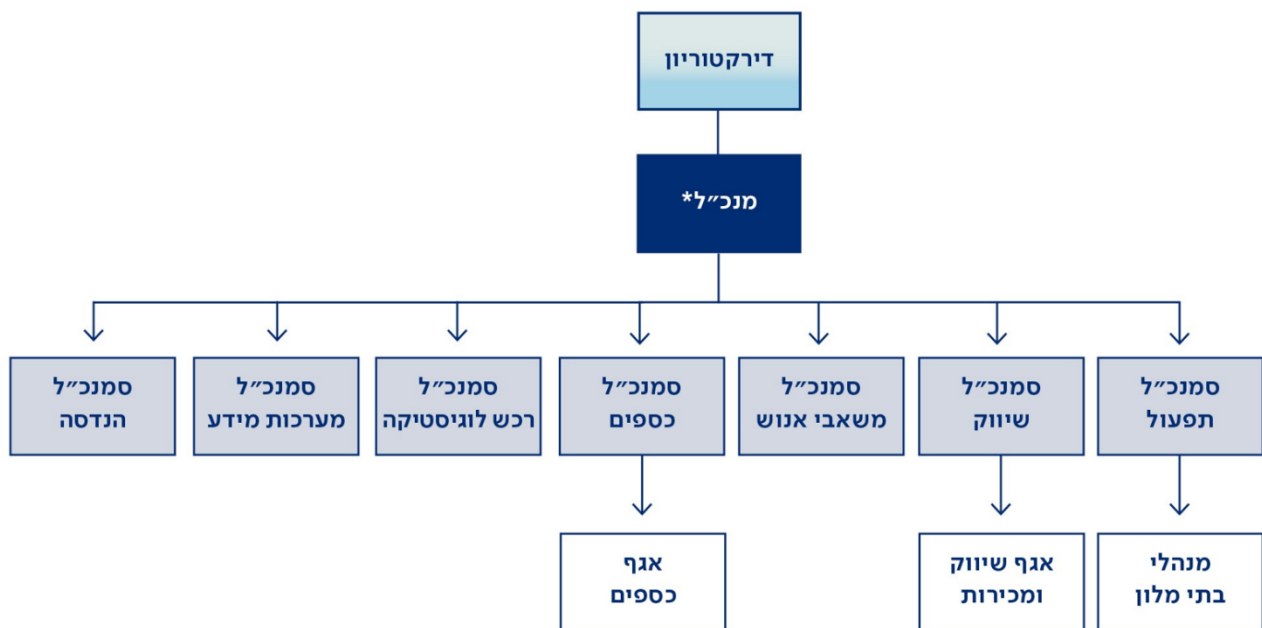 דירקטוריון
מנכ״ל*
סמנכ״ל
תפעול
סמנכ״ל
שיווק
סמנכ״ל
משאבי אנוש
סמנכ״ל
כספים
סמנכ״ל
רכש לוגיסטיקה
סמנכ״ל
מערכות מידע
סמנכ״ל
הנדסה
מנהלי
בתי מלון
אגף שיווק
ומכירות
אגף
כספים